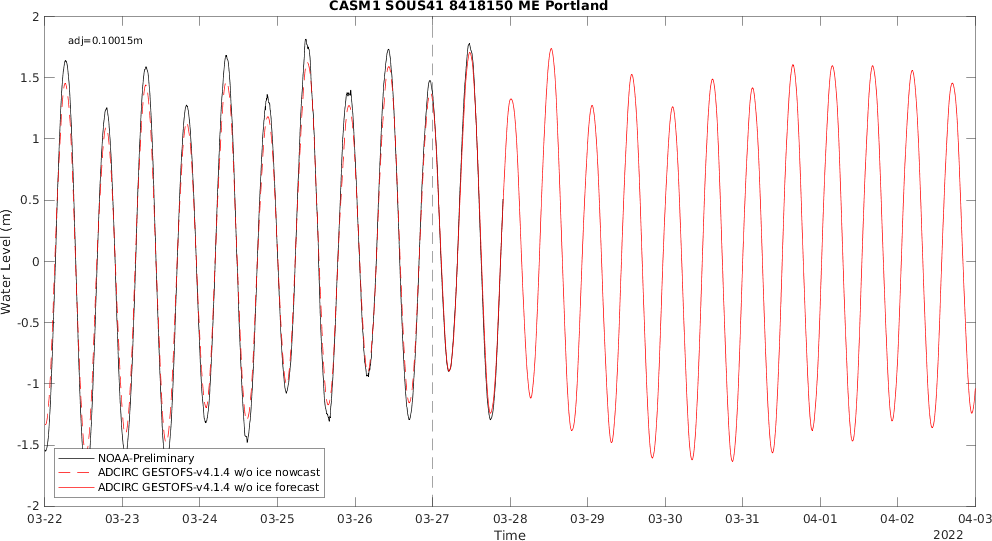 CASM1 SOUS41 8418150 ME Portland
adj=0.10015m
2
1.5
1
0.5
0
-0.5
-1
-1.5
-2
Water Level (m)
NOAA-Preliminary
ADCIRC GESTOFS-v4.1.4 w/o ice nowcast
ADCIRC GESTOFS-v4.1.4 w/o ice forecast
03-22 03-23 03-24 03-25 03-26 03-27 03-28 03-29 03-30 03-31 04-01 04-02 04-03
Time
2022